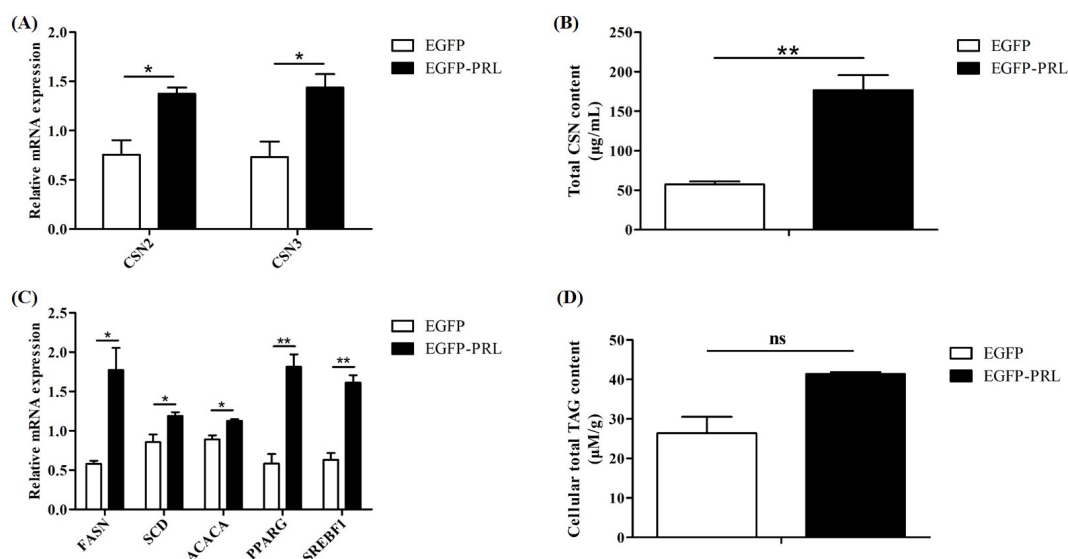 (A)
Relative mRNA expression
2.0
1.5
1.0
0.5
0.0
*
*
CSN2
CSN3
EGFP
EGFP-PRL
(B)
Total CSN content
(μg/mL)
250
200
150
100
50
0
**
EGFP
EGFP-PRL
(C)
Relative mRNA expression
2.5
2.0
1.5
1.0
0.5
0.0
*
*
*
**
**
FASN
SCD
ACACA
PPARG
SREBF1
EGFP
EGFP-PRL
(D)
Cellular total TAG content
(μM/g)
50
40
30
20
10
0
ns
EGFP
EGFP-PRL